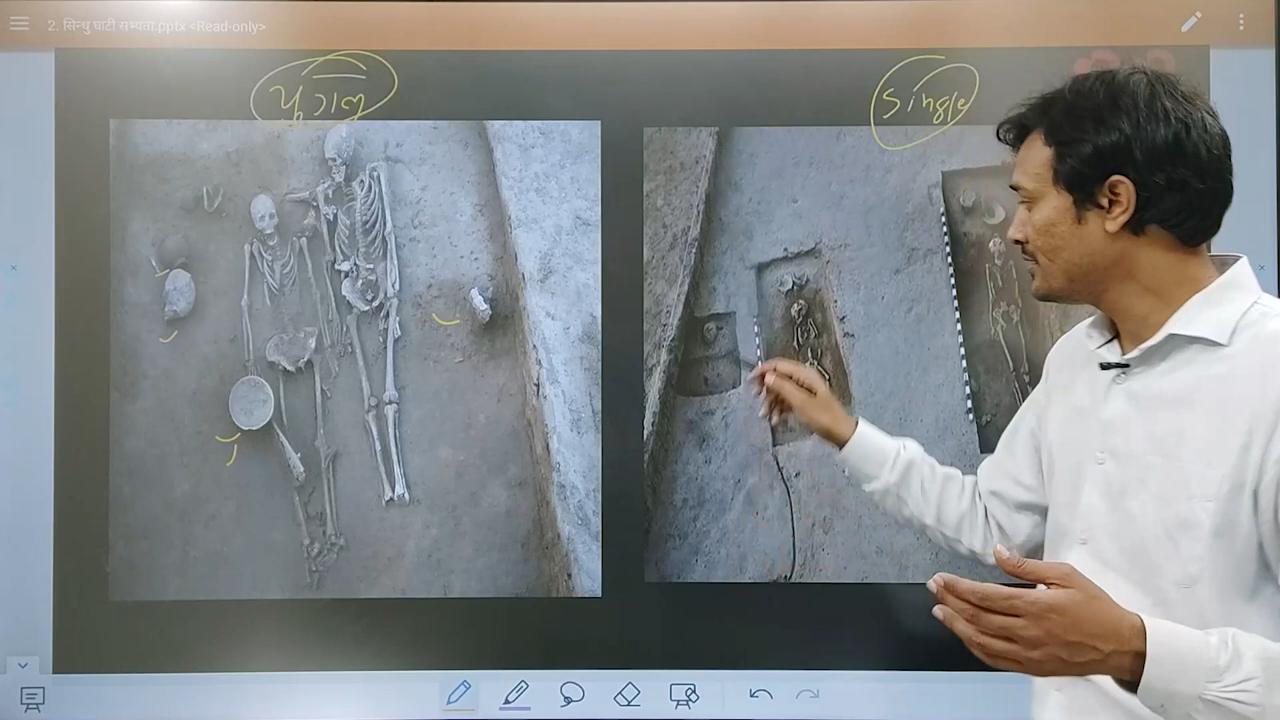 2. सिन्धु घाटी सभ्यता.pptx <Read-only>
युगल
Single